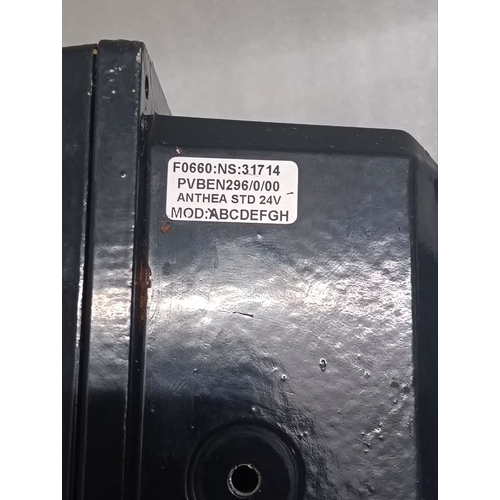 F0660:NS:31714
PVBEN296/0/00
ANTHEA STD 24V
MOD:ABCDEFGH